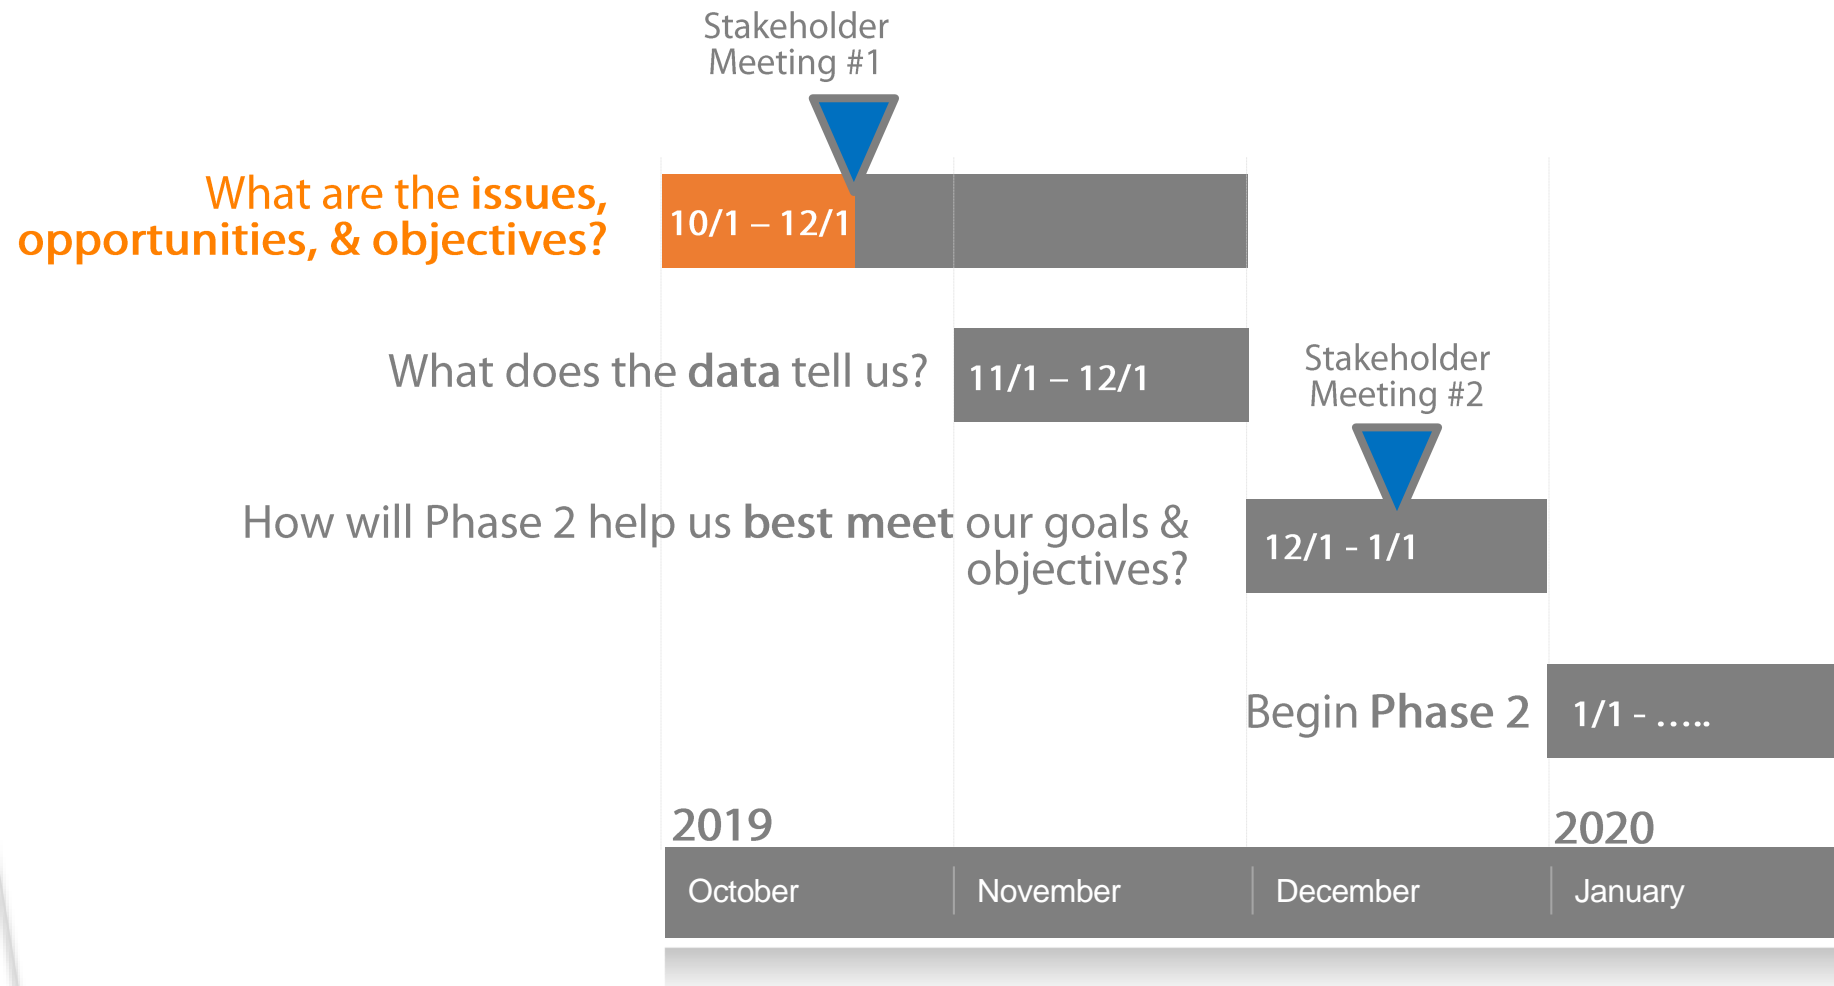 Stakeholder
Meeting #1
What are the issues,
opportunities, & objectives?
10/1 – 12/1
What does the data tell us?
11/1 – 12/1
Stakeholder
Meeting #2
How will Phase 2 help us best meet our goals &
objectives?
12/1 - 1/1
Begin Phase 2
1/1 - .....
2019
2020
October
November
December
January